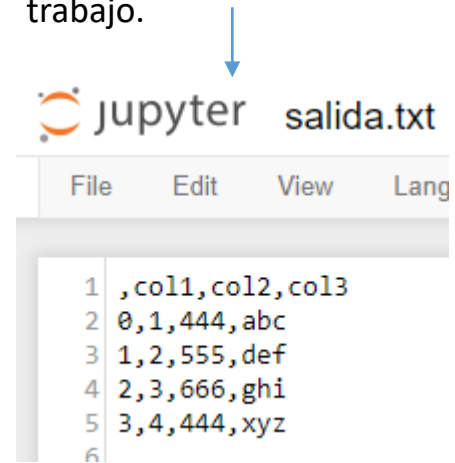 trabajo.
jupyter salida.txt
File Edit View Lang
1 ,col1,col2,col3
2 0,1,444,abc
3 1,2,555,def
4 2,3,666,ghi
5 3,4,444,xyz
6